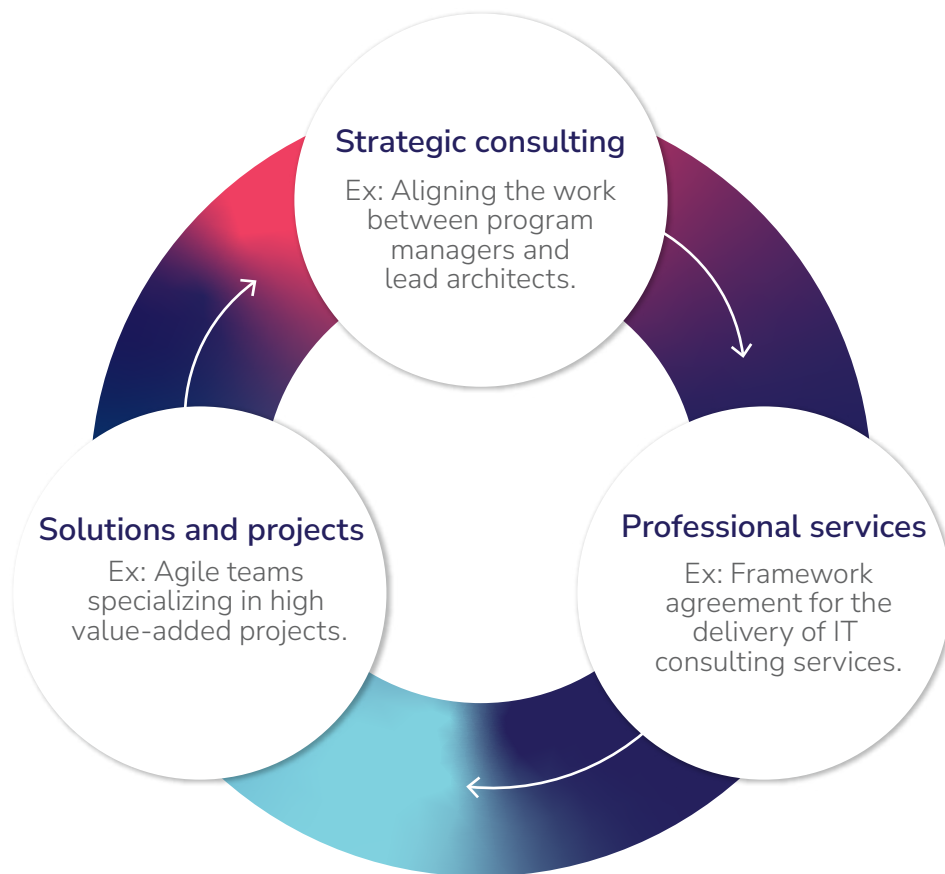 Strategic consulting
Ex: Aligning the work
between program
managers and
lead architects.
Solutions and projects
Ex: Agile teams
specializing in high
value-added projects.
Professional services
Ex: Framework
agreement for the
delivery of IT
consulting services.